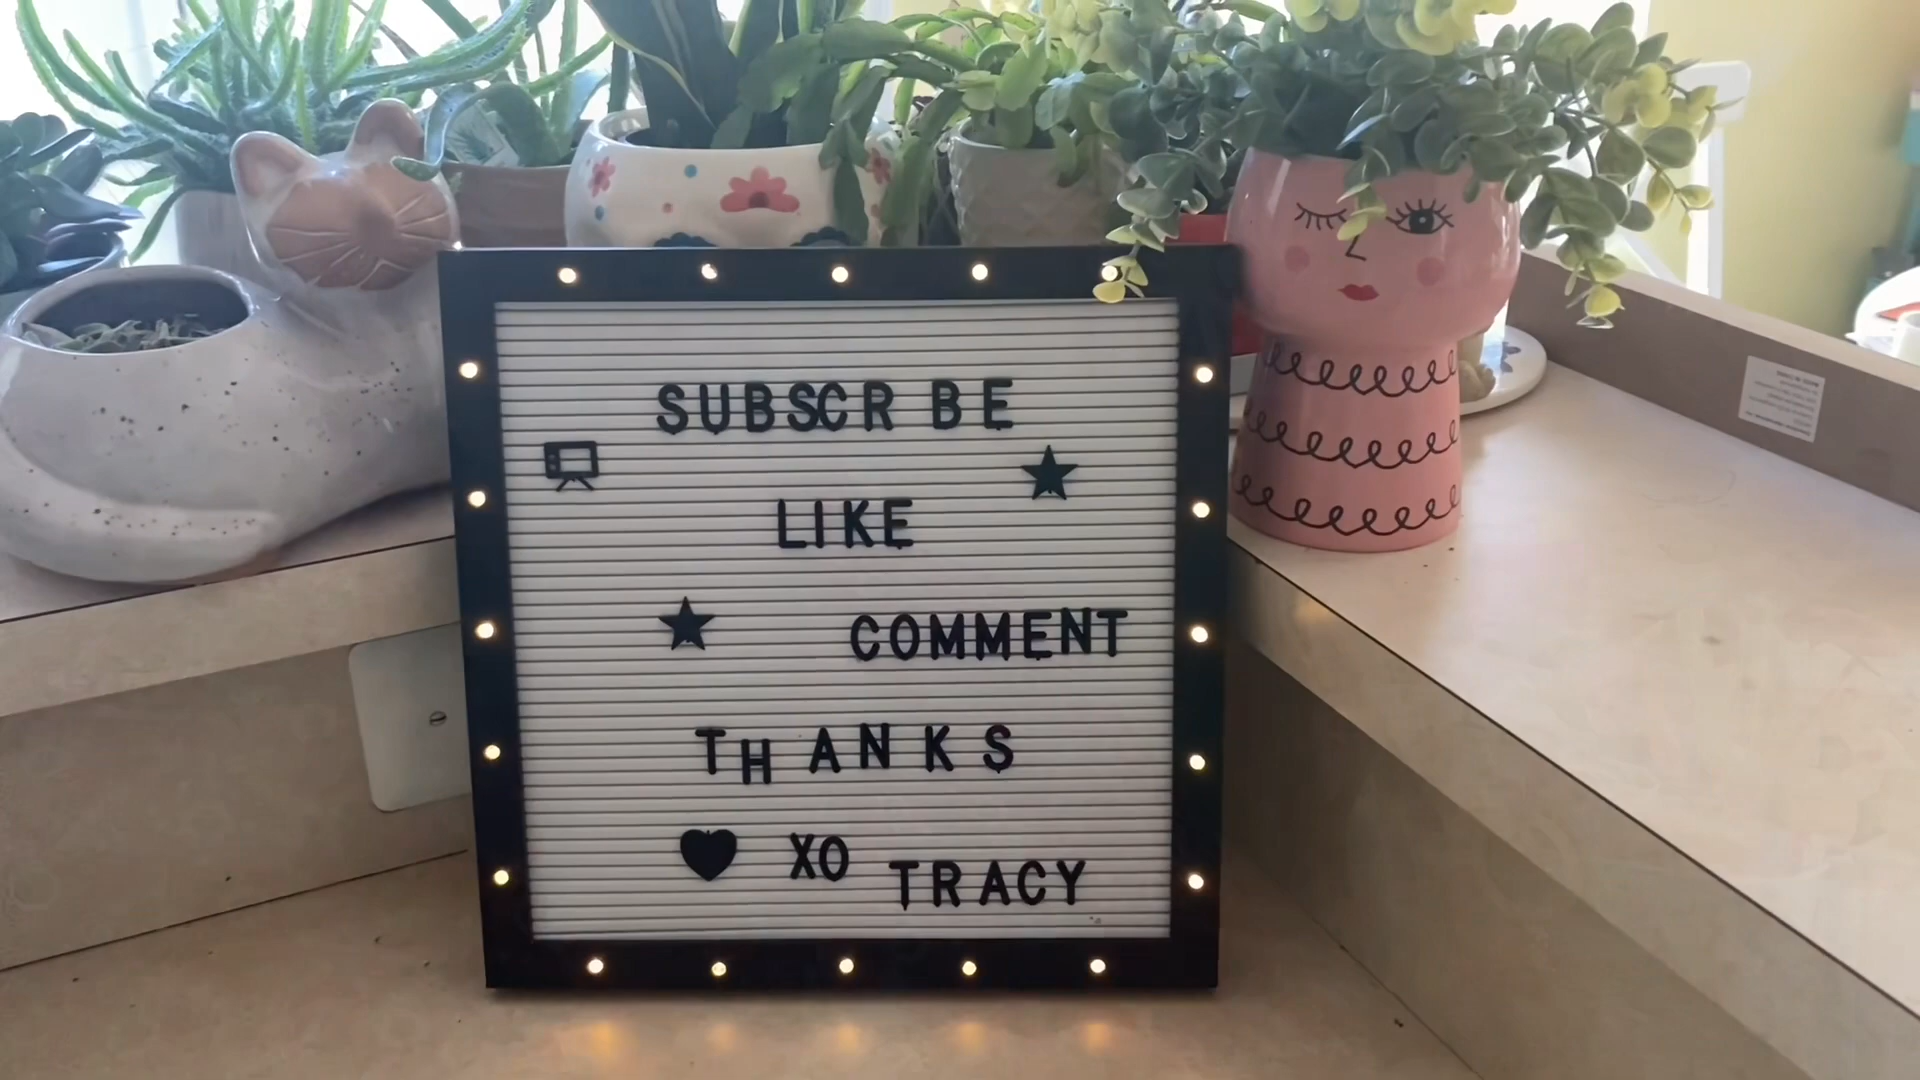 SUBSCR BE
LIKE
COMMENT
THANKS
XO TRACY